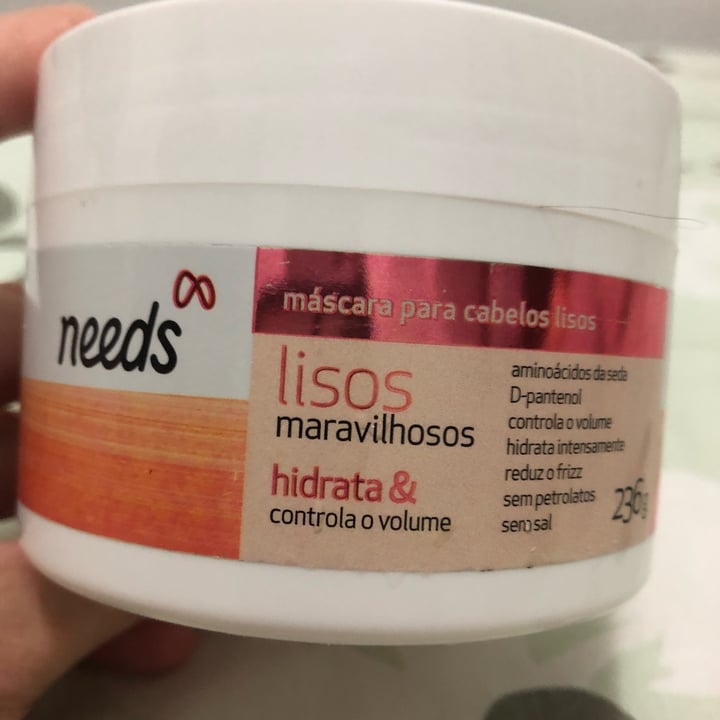 needs
máscara para cabelos lisos
lisos
maravilhosos
hidrata &
controla o volume
aminoácidos da seda
D-pantenol
controla o volume
hidrata intensamente
reduz o frizz
sem petrolatos
sem sal
236g